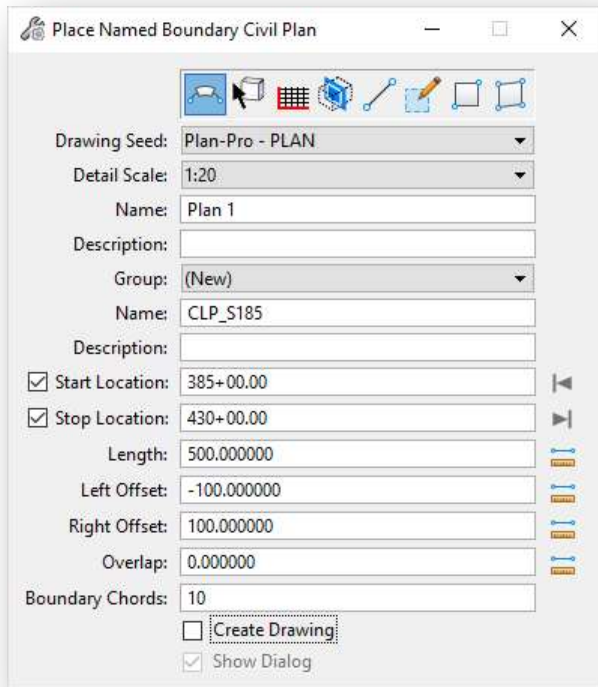 Place Named Boundary Civil Plan
Drawing Seed: Plan-Pro - PLAN
Detail Scale: 1:20
Name: Plan 1
Description:
Group: (New)
Name: CLP_S185
Description:
Start Location: 385+00.00
Stop Location: 430+00.00
Length: 500.000000
Left Offset: -100.000000
Right Offset: 100.000000
Overlap: 0.000000
Boundary Chords: 10
Create Drawing
Show Dialog